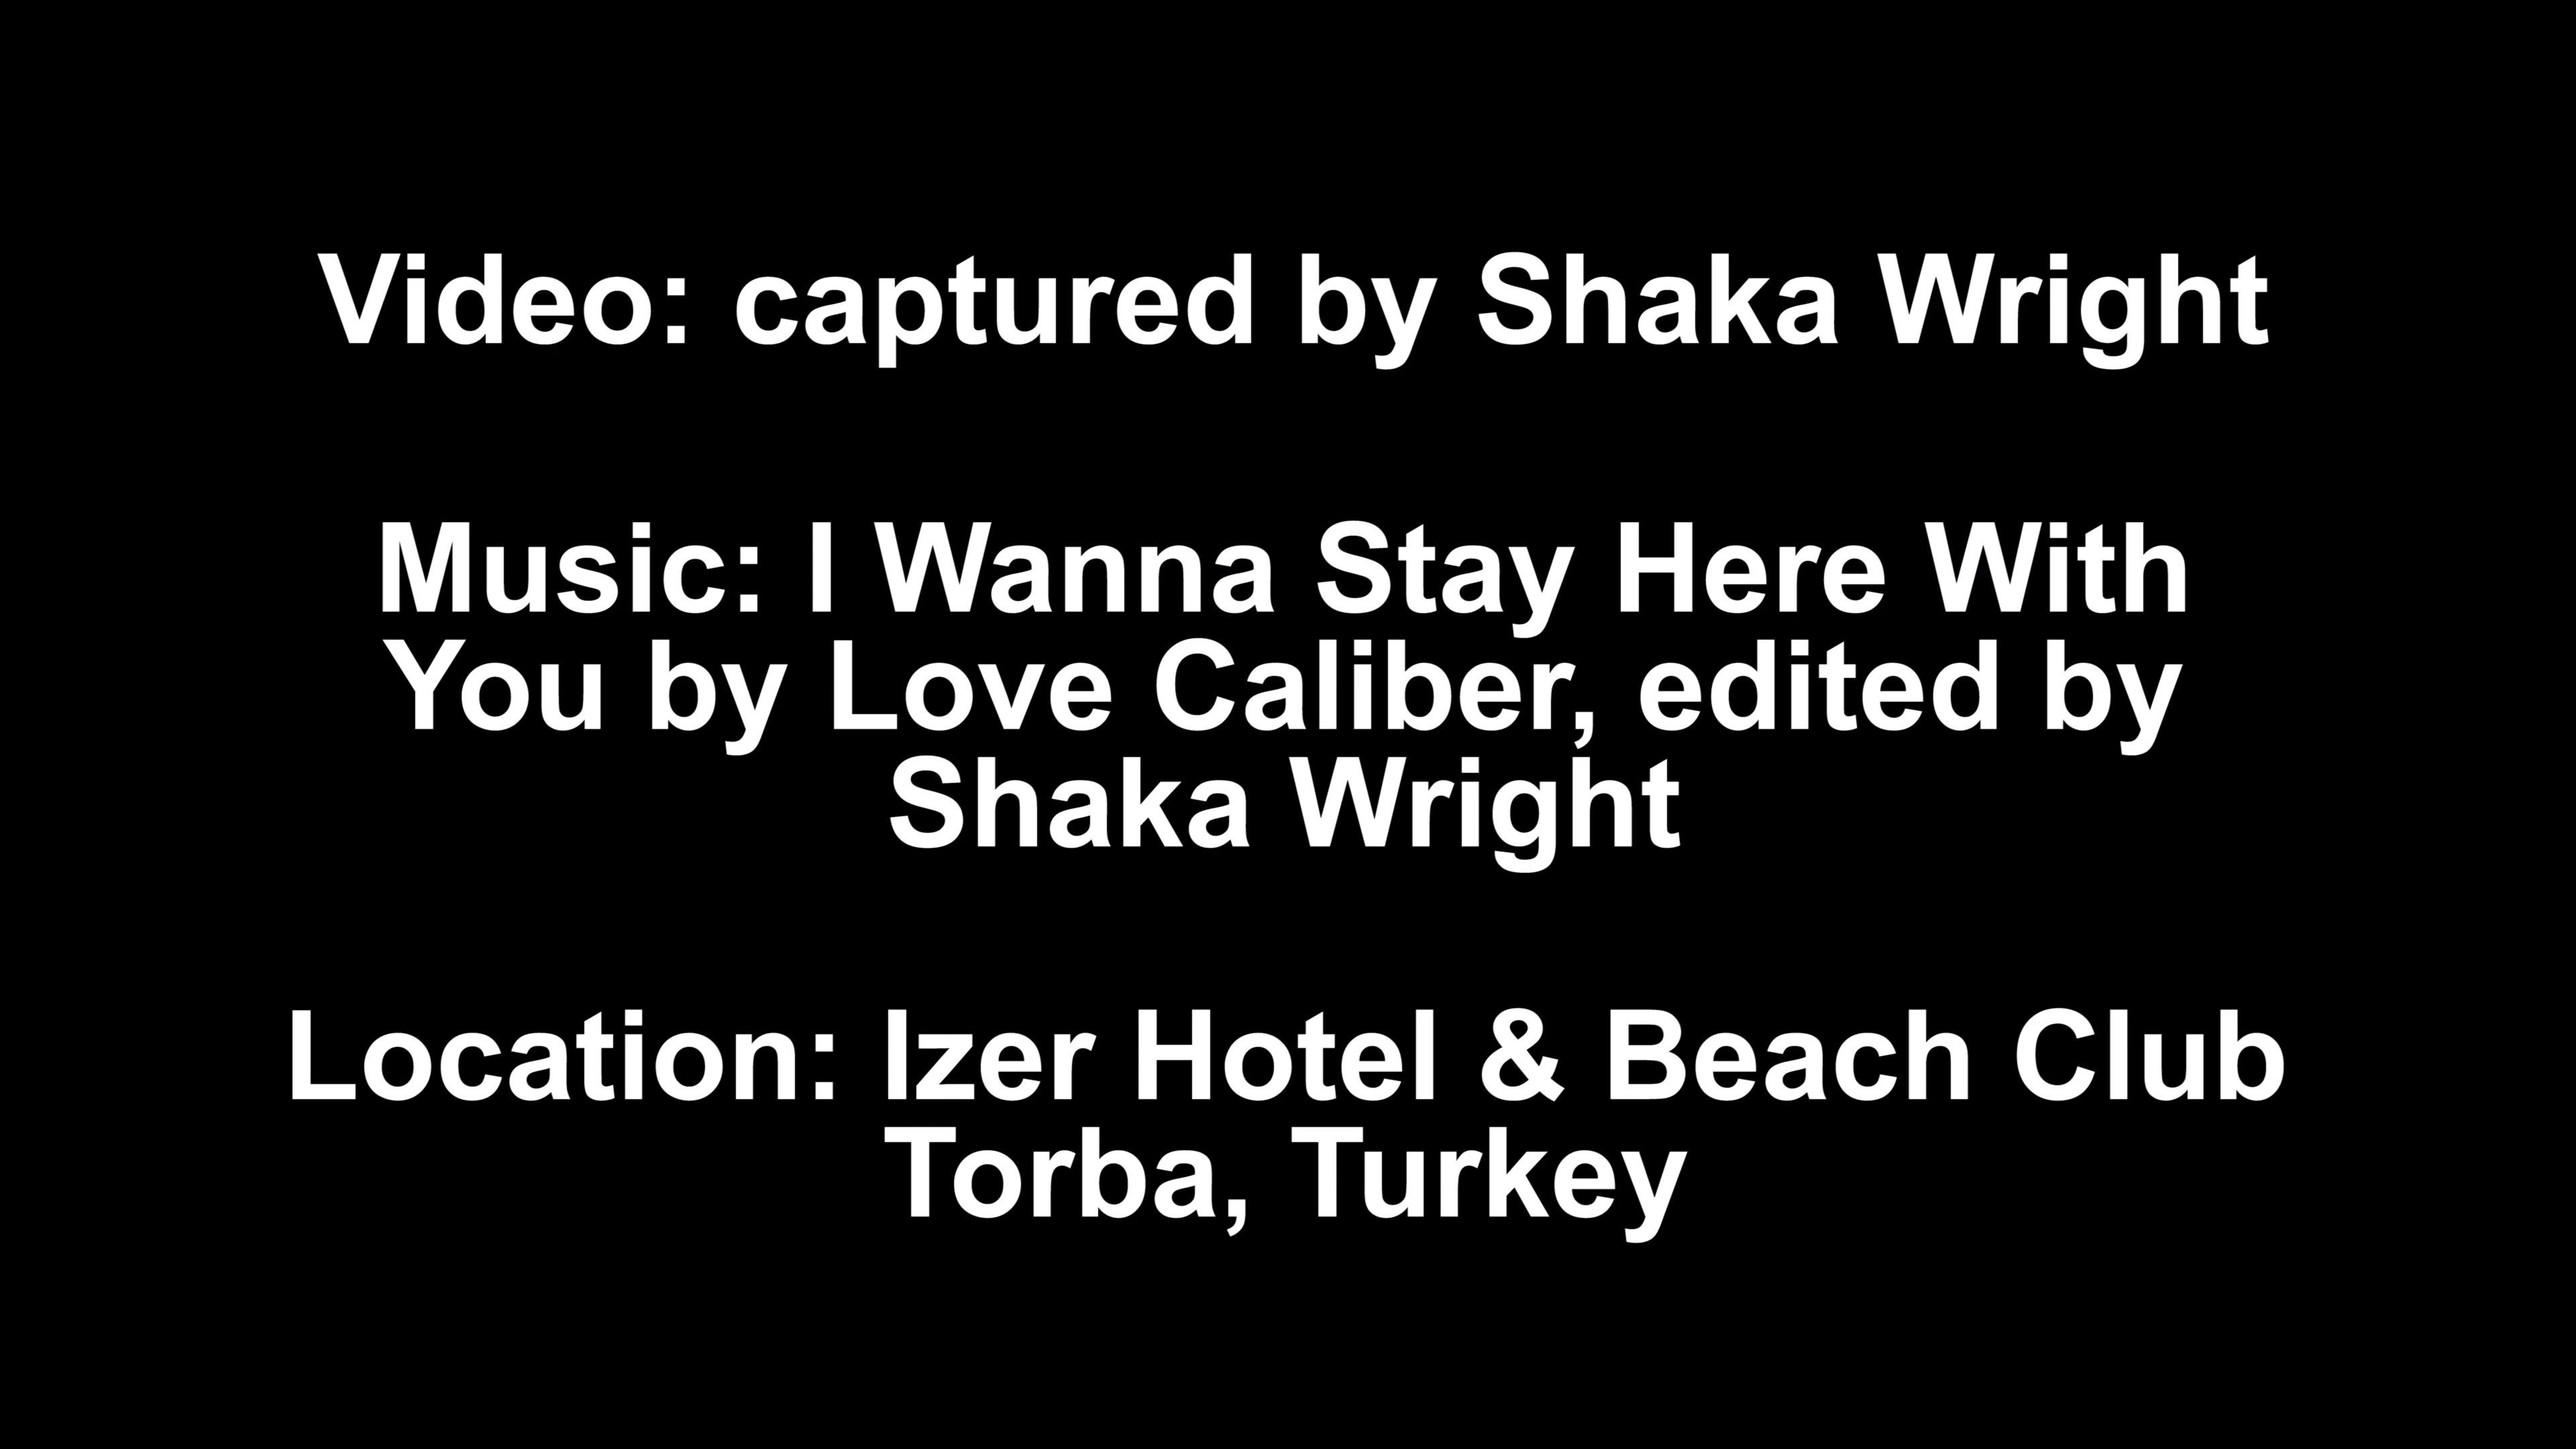 Video: captured by Shaka Wright
Music: I Wanna Stay Here With
You by Love Caliber, edited by
Shaka Wright
Location: Izer Hotel & Beach Club
Torba, Turkey